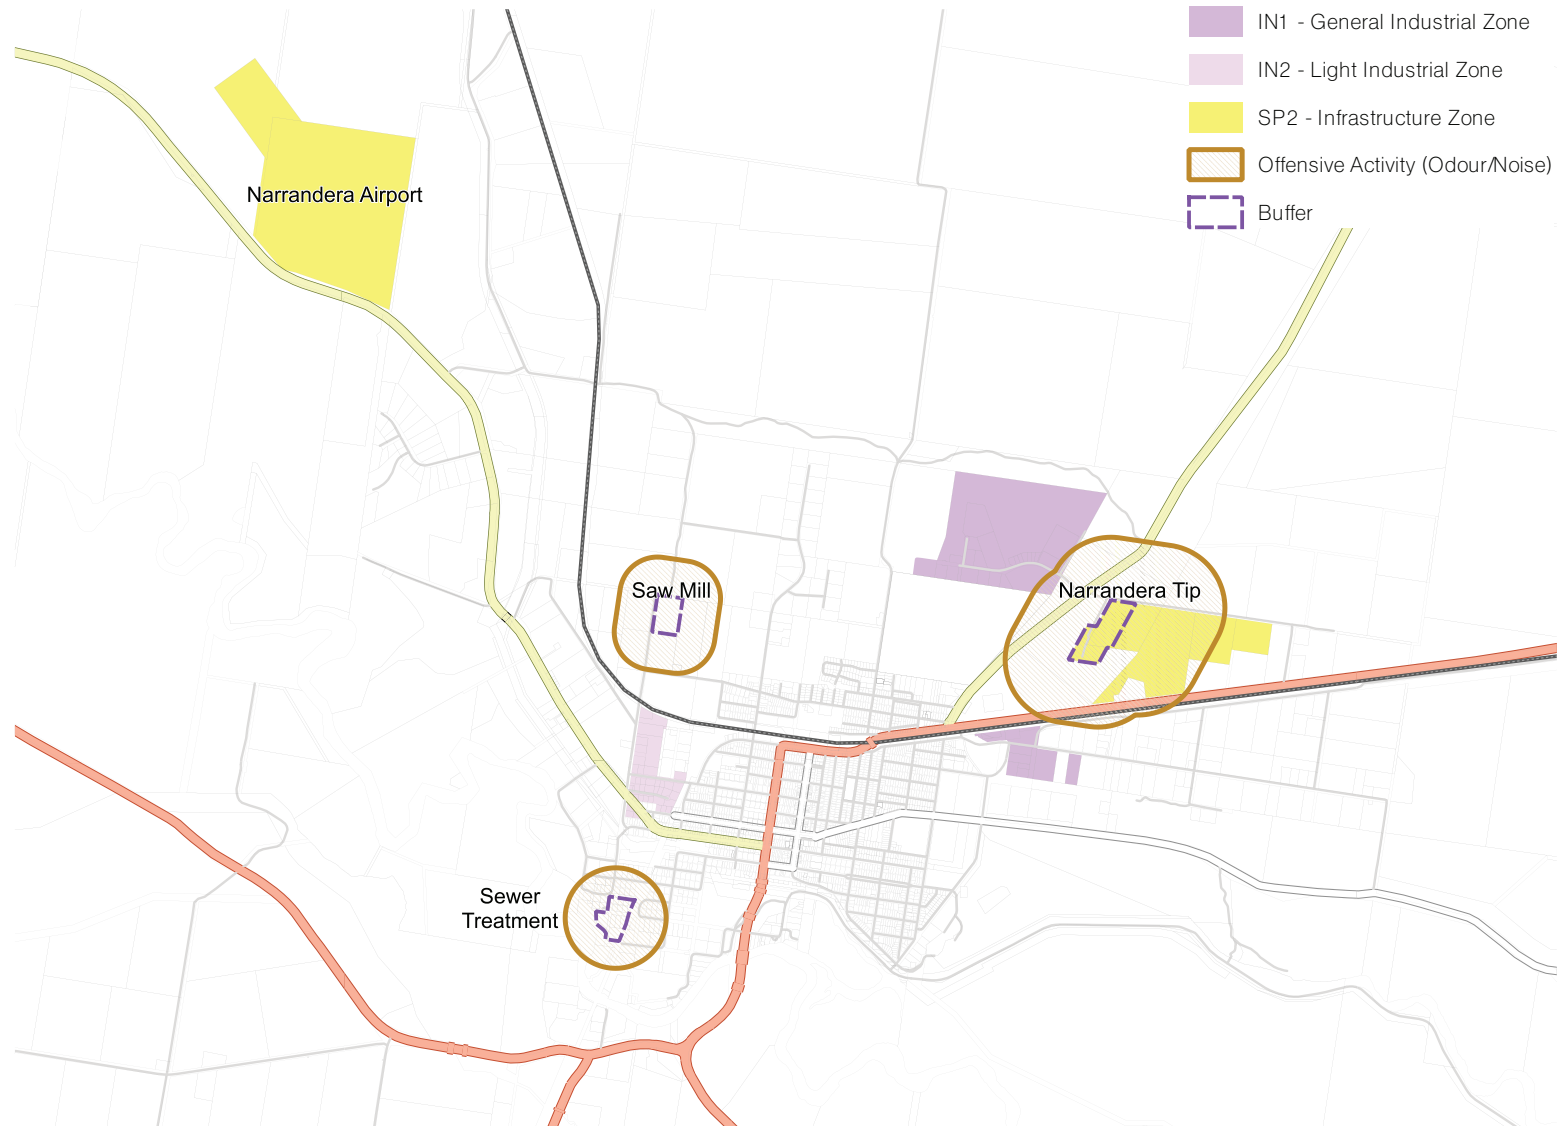 IN1 - General Industrial Zone
IN2 - Light Industrial Zone
SP2 - Infrastructure Zone
Offensive Activity (Odour/Noise)
Buffer
Narrandera Airport
Saw Mill
Narrandera Tip
Sewer
Treatment